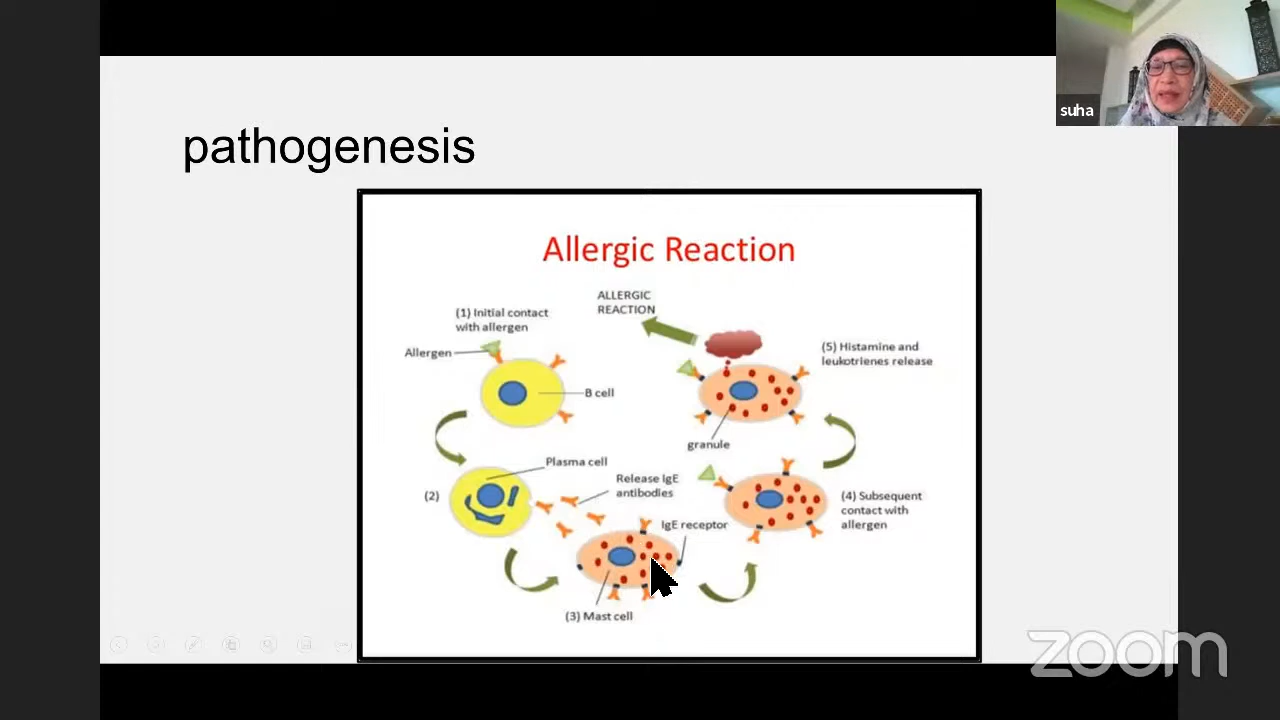 suha
pathogenesis
Allergic Reaction
ALLERGIC
REACTION
(1) Initial contact
with allergen
Allergen
B cell
(5) Histamine and
leukotrienes release
granule
Plasma cell
(2)
Release IgE
antibodies
IgE receptor
(4) Subsequent
contact with
allergen
(3) Mast cell
zoom